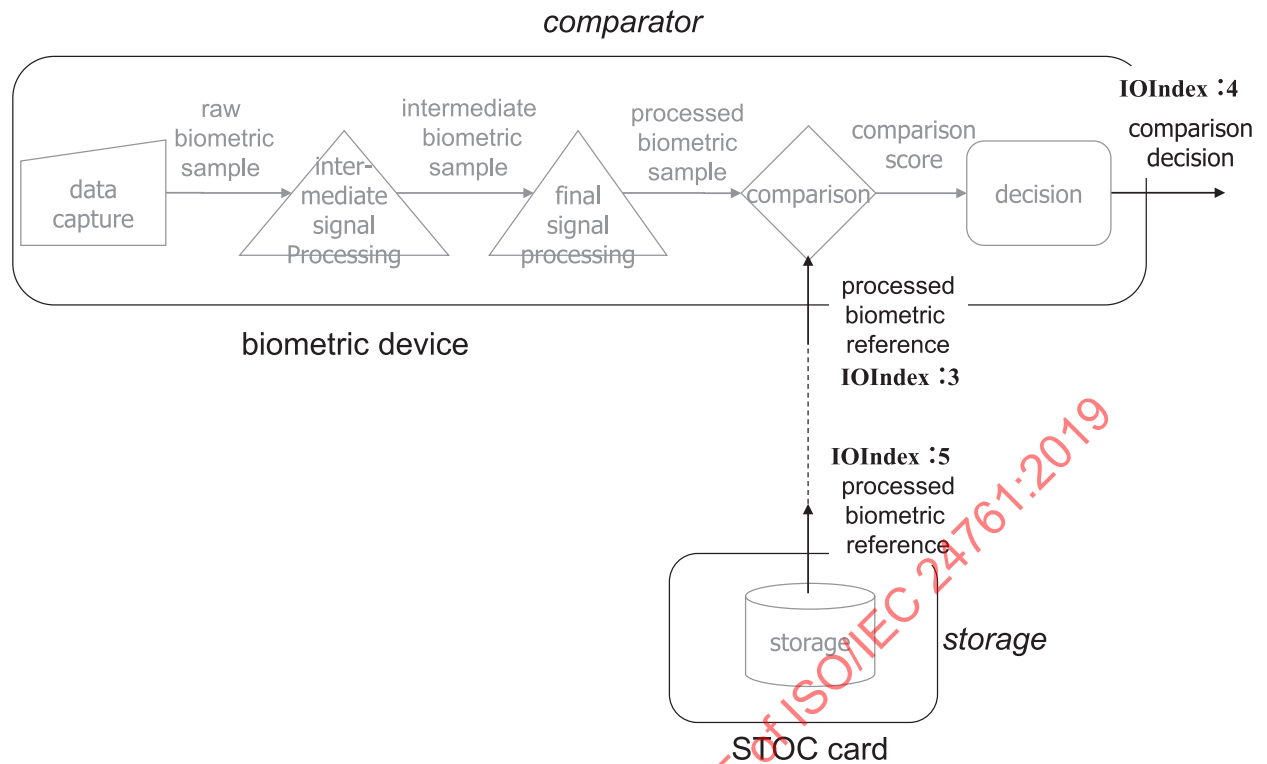 comparator
IOIndex :4
comparison
decision
raw
biometric
sample
intermediate
biometric
sample
processed
biometric
sample
comparison
score
data
capture
inter-
mediate
signal
Processing
final
signal
processing
comparison
decision
processed
biometric
reference
IOIndex :3
biometric device
IOIndex :5
processed
biometric
reference
storage
storage
STOC card
of ISO/IEC 24761:2019